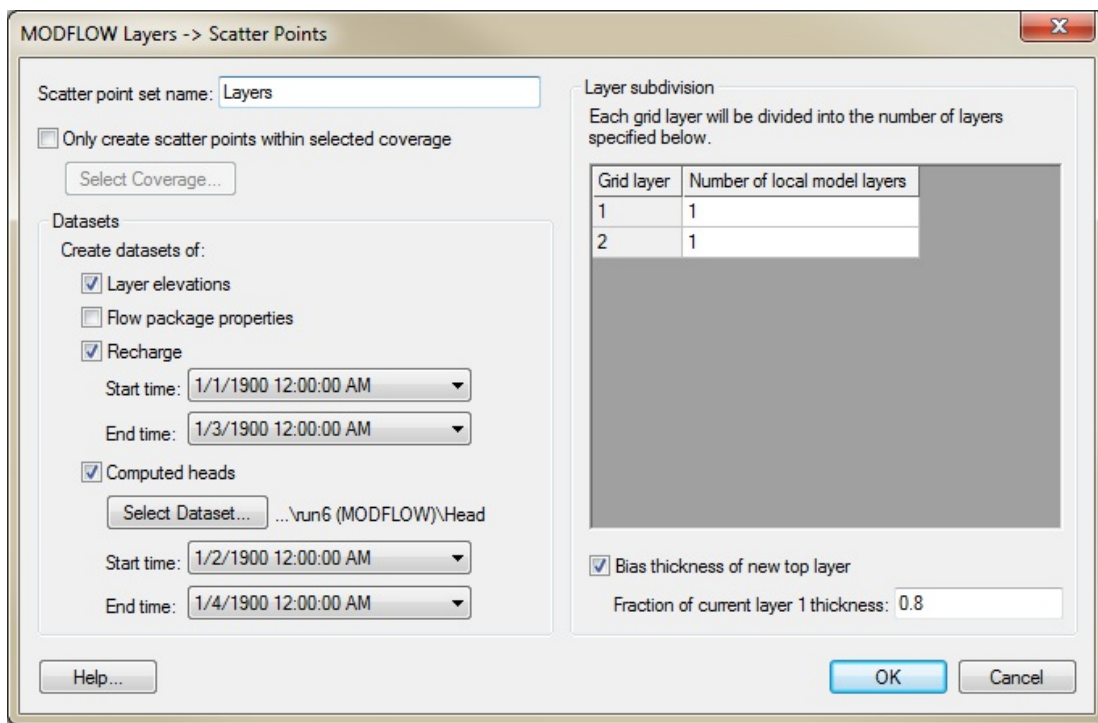 MODFLOW Layers -> Scatter Points
Scatter point set name: Layers
Only create scatter points within selected coverage
Select Coverage...
Datasets
Create datasets of:
Layer elevations
Flow package properties
Recharge
Start time: 1/1/1900 12:00:00 AM
End time: 1/3/1900 12:00:00 AM
Computed heads
Select Dataset... ...\run6 (MODFLOW)\Head
Start time: 1/2/1900 12:00:00 AM
End time: 1/4/1900 12:00:00 AM
Layer subdivision
Each grid layer will be divided into the number of layers
specified below.
Grid layer Number of local model layers
1 1
2 1
Bias thickness of new top layer
Fraction of current layer 1 thickness: 0.8
Help...
OK
Cancel